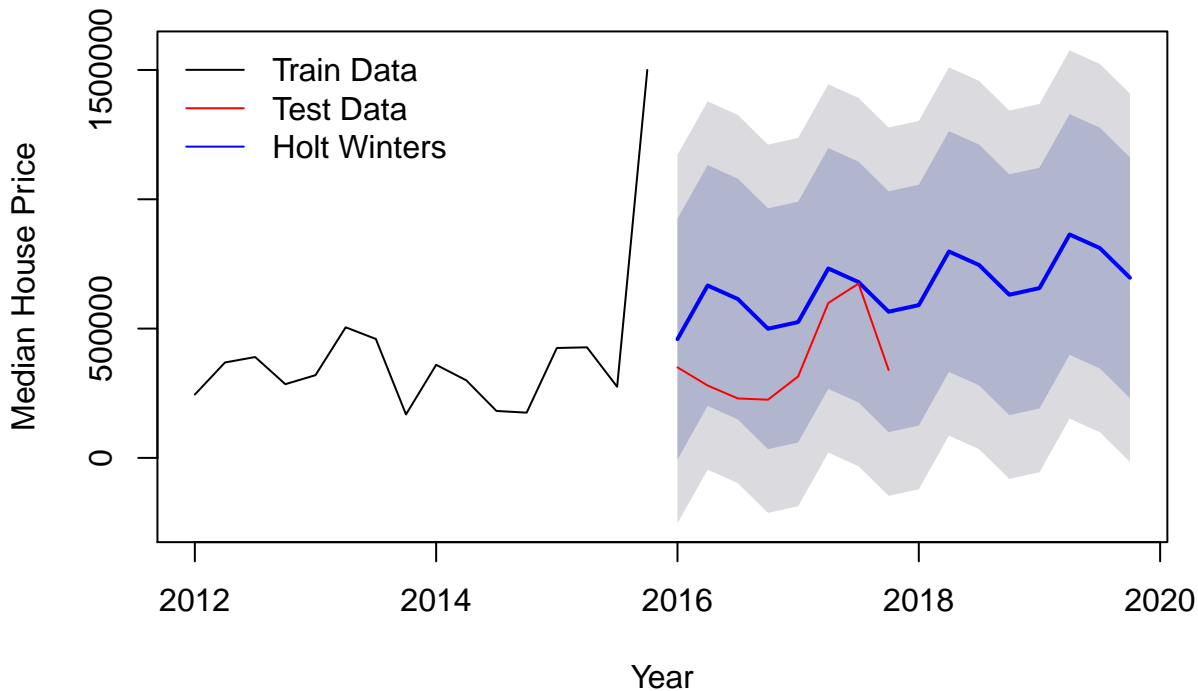 Train Data
Test Data
Holt Winters
Median House Price
1500000
500000
0
2012
2014
2016
2018
2020
Year